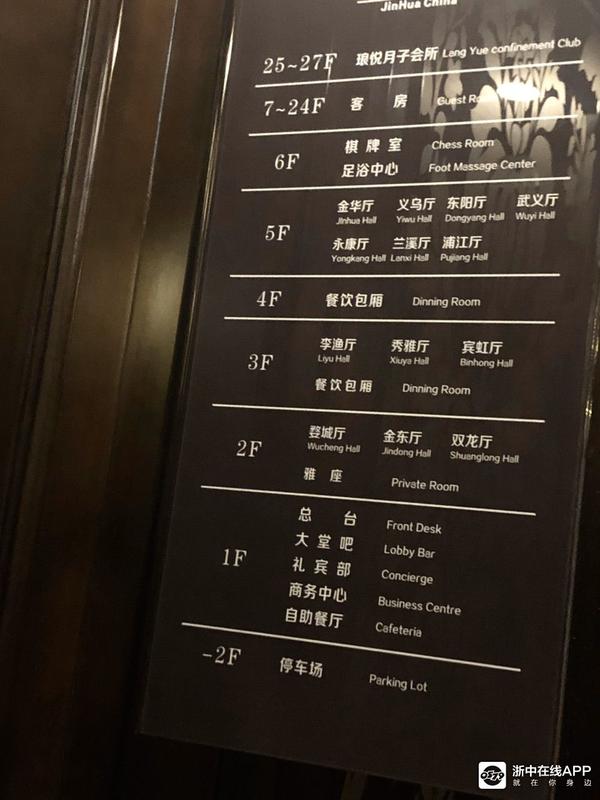 JinHua China
25~27F 琅悦月子会所 Lang Yue confinement Club
7~24F 客 房 Guest
6F 棋 牌 室 Chess Room
足浴中心 Foot Massage Center
5F 金华厅 义乌厅 东阳厅 武义厅
JInhua Hall Yiwu Hall Dongyang Hall Wuyi Hall
永康厅 兰溪厅 浦江厅
Yongkang Hall Lanxi Hall Pujiang Hall
4F 餐饮包厢 Dinning Room
3F 李渔厅 秀雅厅 宾虹厅
Liyu Hall Xiuya Hall Binhong Hall
餐饮包厢 Dinning Room
2F 婺城厅 金东厅 双龙厅
Wucheng Hall Jindong Hall Shuanglong Hall
雅 座 Private Room
1F 总 台 Front Desk
大 堂 吧 Lobby Bar
礼 宾 部 Concierge
商务中心 Business Centre
自助餐厅 Cafeteria
-2F 停车场 Parking Lot
浙中在线APP
就在你身边